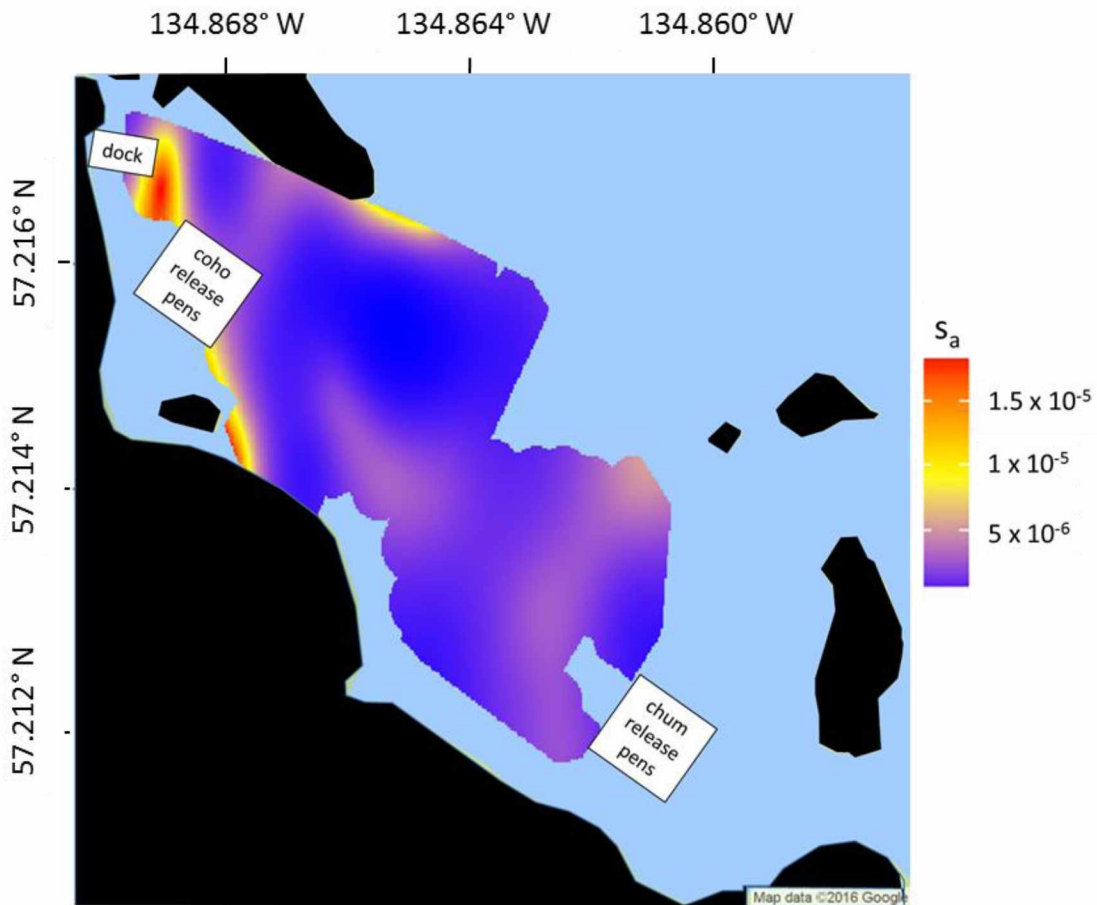 134.868° W 134.864° W 134.860° W
dock
57.216° N
coho
release
pens
S_a
1.5 x 10^-5
1 x 10^-5
57.214° N
5 x 10^-6
57.212° N
chum
release
pens
Map data ©2016 Google